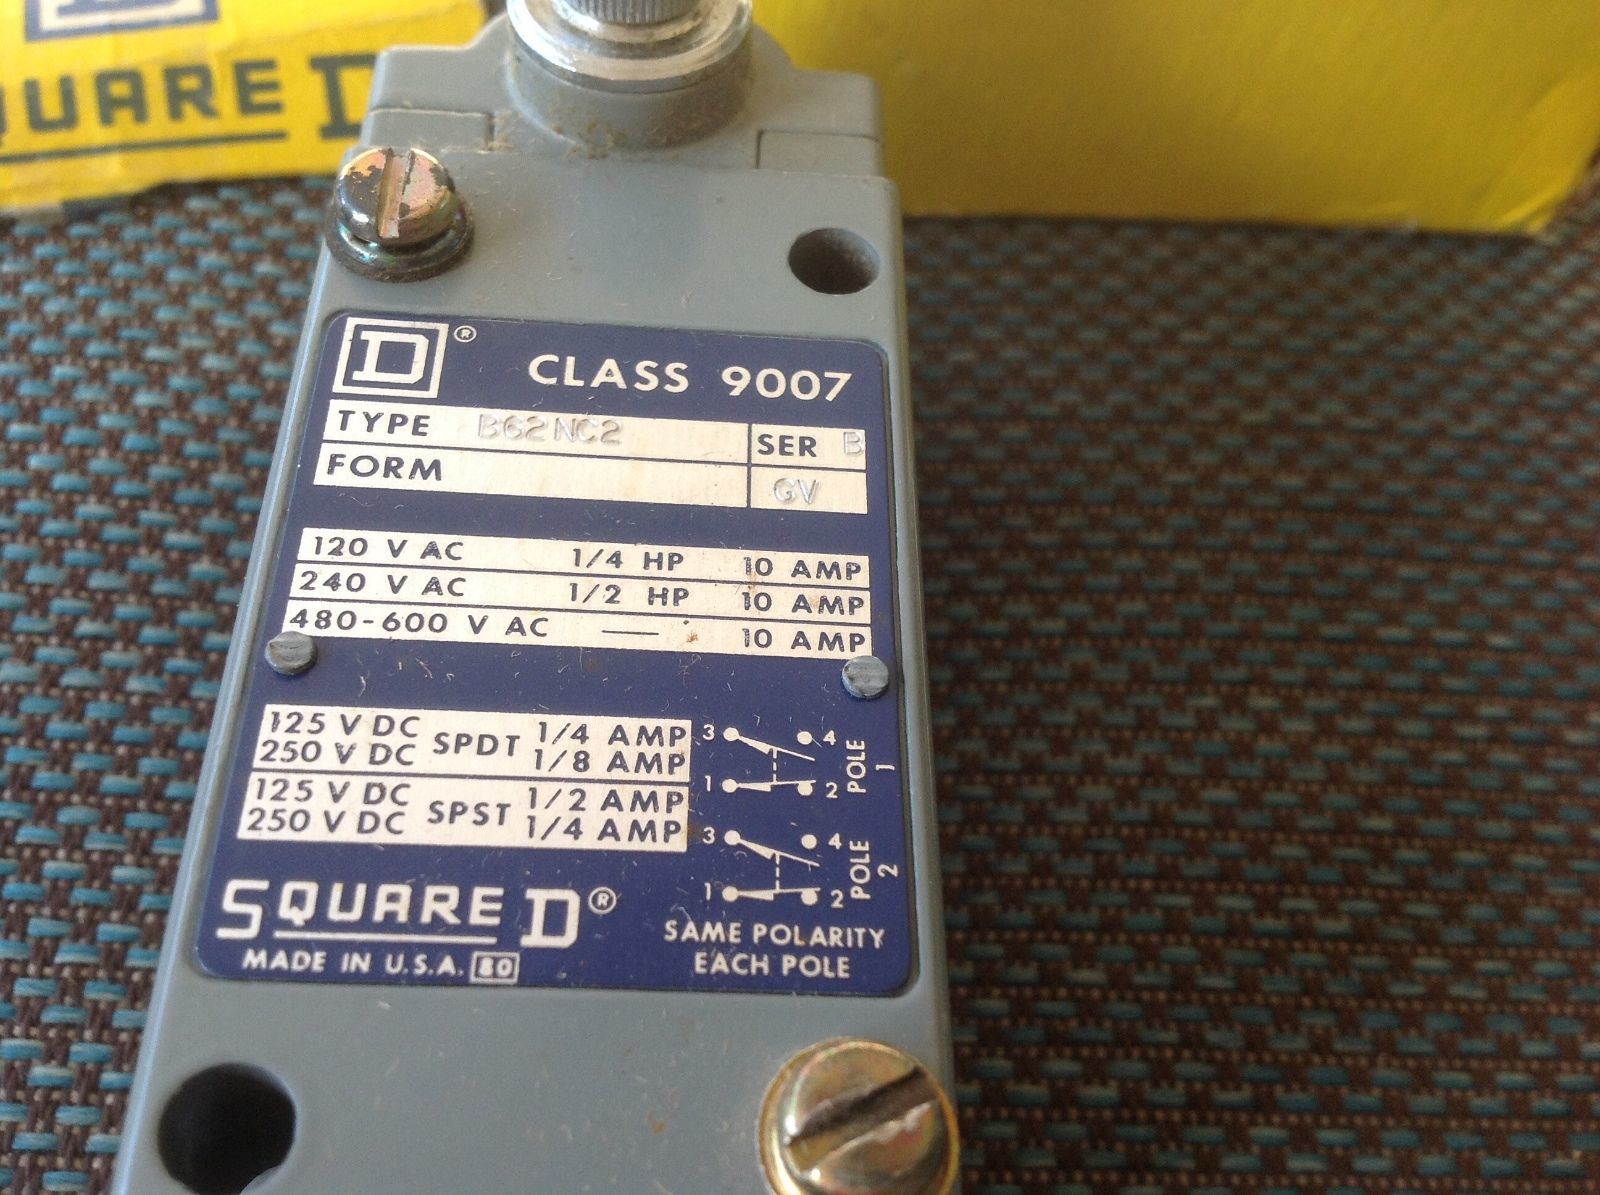 QUARE D
D ®
CLASS 9007
TYPE B62NC2 SER B
FORM GV
120 V AC 1/4 HP 10 AMP
240 V AC 1/2 HP 10 AMP
480-600 V AC — 10 AMP
125 V DC SPDT 1/4 AMP
250 V DC 1/8 AMP
125 V DC SPST 1/2 AMP
250 V DC 1/4 AMP
3 4
1 2
POLE 1
3 4
1 2
POLE 2
SQUARE D ®
MADE IN U.S.A. 80
SAME POLARITY
EACH POLE